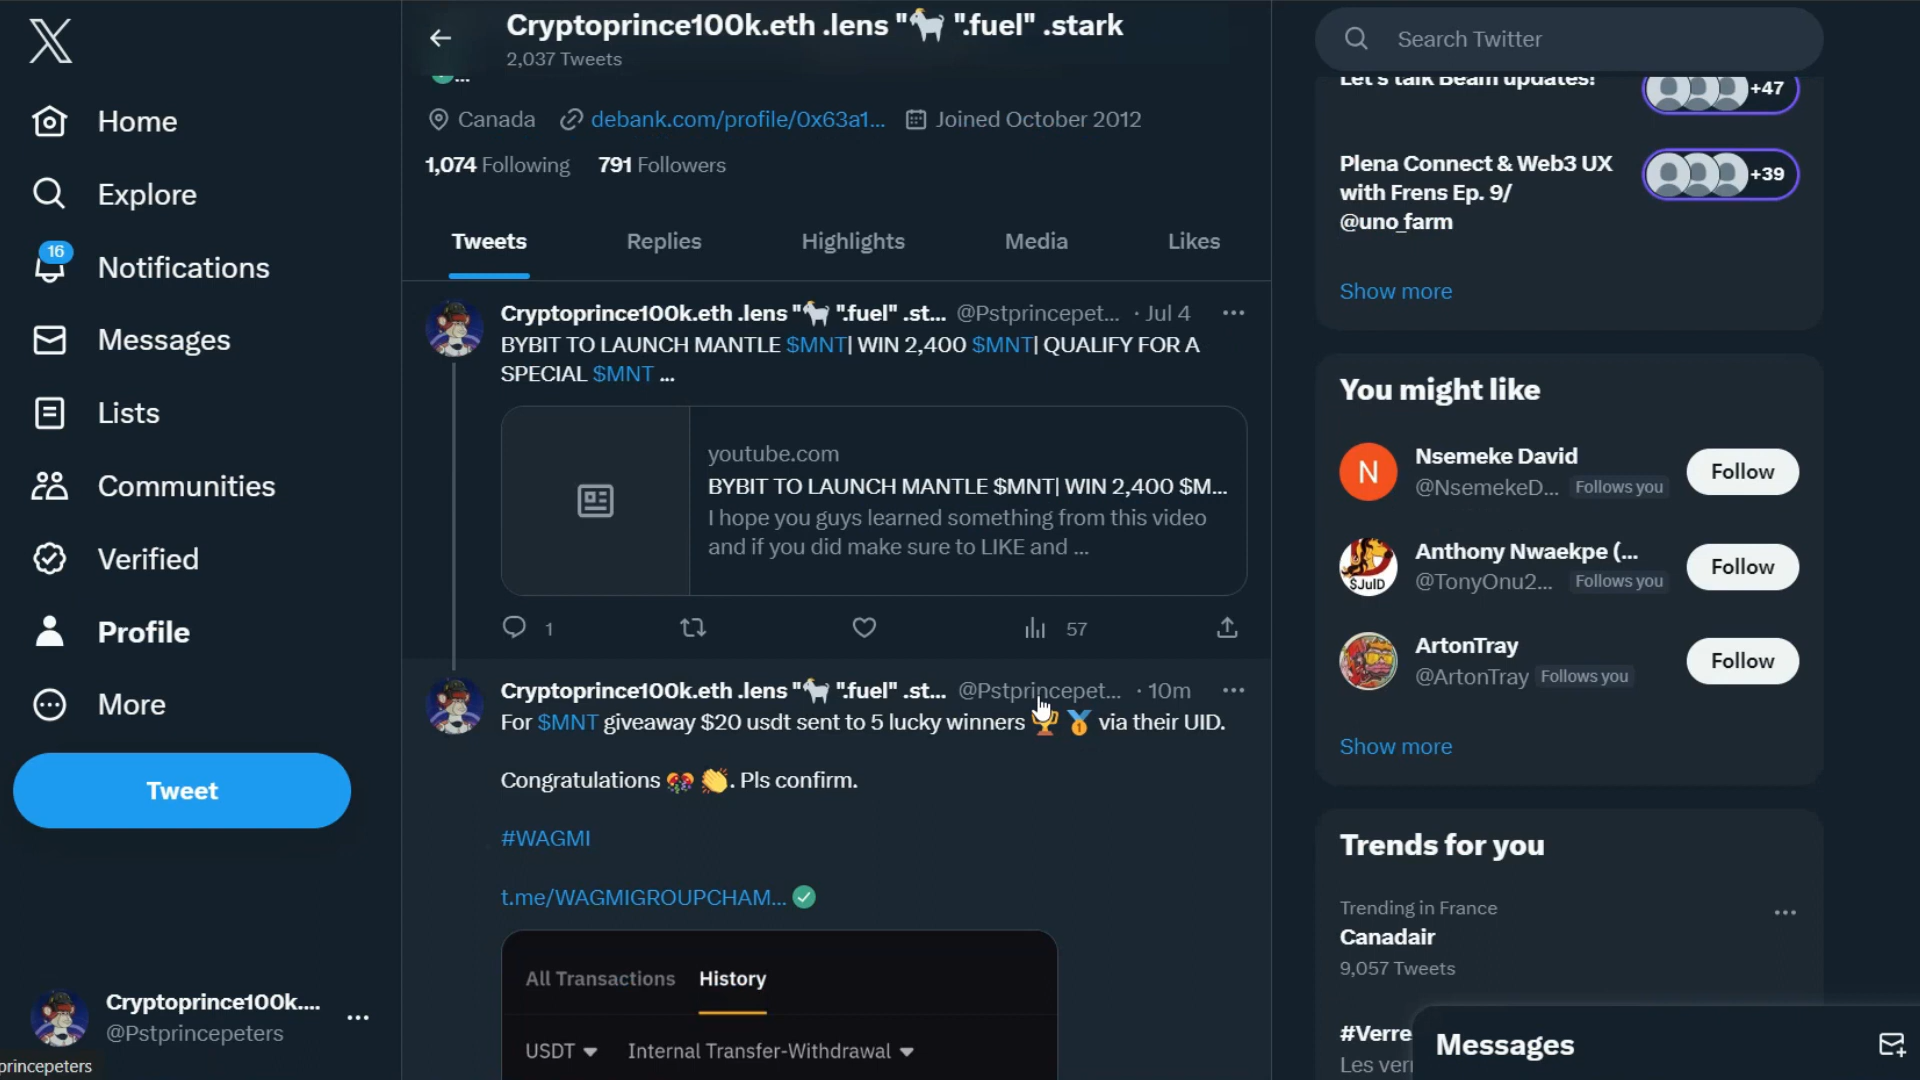 Home
Explore
16
Notifications
Messages
Lists
Communities
Verified
Profile
More
Tweet
Cryptoprince100k....
@Pstprincepeters
princepeters
Cryptoprince100k.eth .lens "🐐 ".fuel" .stark
2,037 Tweets
...
Canada debank.com/profile/0x63a1... Joined October 2012
1,074 Following 791 Followers
Tweets Replies Highlights Media Likes
Cryptoprince100k.eth .lens "🐐 ".fuel" .st... @Pstprincepet... · Jul 4
BYBIT TO LAUNCH MANTLE $MNT| WIN 2,400 $MNT| QUALIFY FOR A
SPECIAL $MNT ...
youtube.com
BYBIT TO LAUNCH MANTLE $MNT| WIN 2,400 $M...
I hope you guys learned something from this video
and if you did make sure to LIKE and ...
1 57
Cryptoprince100k.eth .lens "🐐 ".fuel" .st... @Pstprincepet... · 10m
For $MNT giveaway $20 usdt sent to 5 lucky winners 🏆 🥇 via their UID.
Congratulations 🎊 👏. Pls confirm.
#WAGMI
t.me/WAGMIGROUPCHAM... ✅
All Transactions History
USDT Internal Transfer-Withdrawal
Search Twitter
Let's talk Beam updates!
+47
Plena Connect & Web3 UX
with Frens Ep. 9/
@uno_farm
+39
Show more
You might like
N
Nsemeke David
@NsemekeD... Follows you
Follow
$JulD
Anthony Nwaekpe (...
@TonyOnu2... Follows you
Follow
ArtonTray
@ArtonTray Follows you
Follow
Show more
Trends for you
Trending in France
Canadair
9,057 Tweets
#Verre
Les verr
Messages